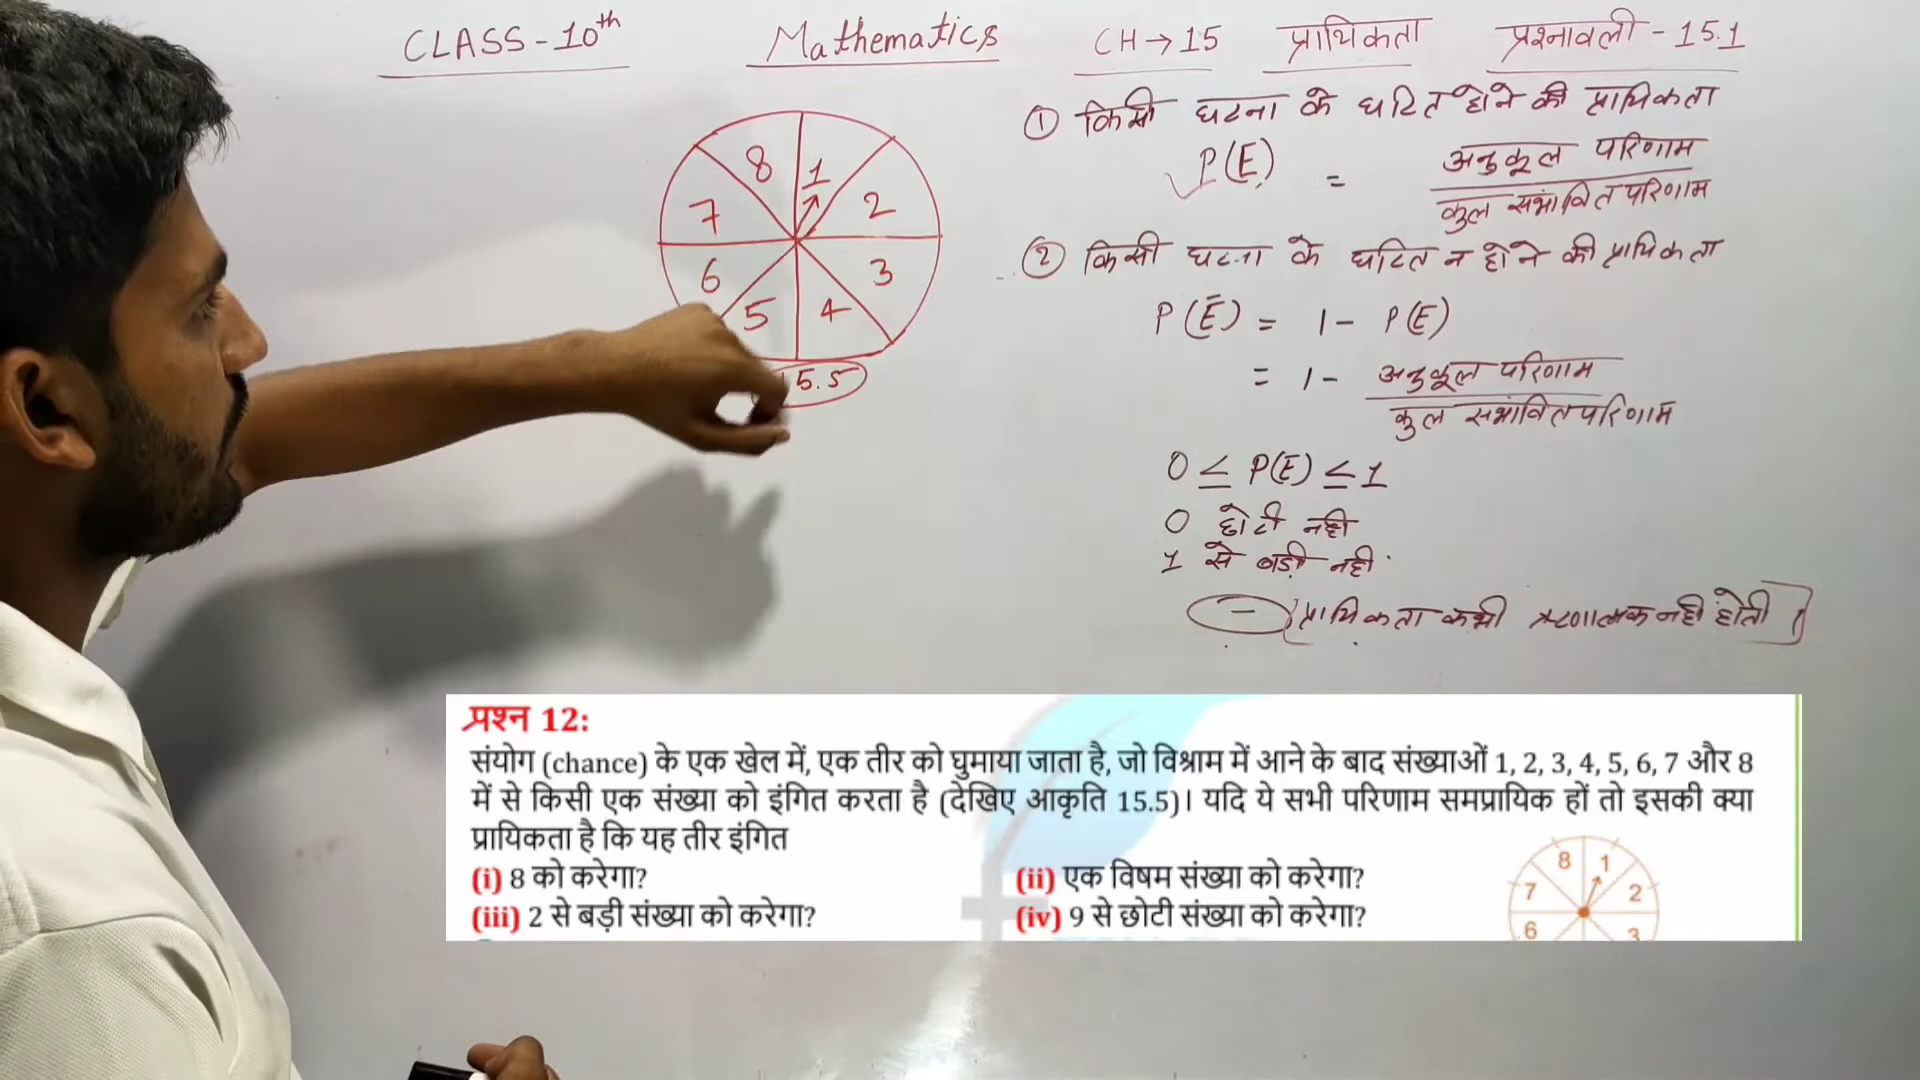 CLASS-10th
Mathematics
CH→15
प्रायिकता
प्रश्नावली - 15.1
8
1
2
7
3
6
5
4
15.5
① किसी घटना के घटित होने की प्रायिकता
P(E) = अनुकूल परिणाम
कुल संभावित परिणाम
② किसी घटना के घटित न होने की प्रायिकता
P(Ē) = 1 - P(E)
= 1 - अनुकूल परिणाम
कुल संभावित परिणाम
0 ≤ P(E) ≤ 1
0 छोटी नही
1 से बड़ी नही
- प्रायिकता कभी ऋणात्मक नही होती
प्रश्न 12:
संयोग (chance) के एक खेल में, एक तीर को घुमाया जाता है, जो विश्राम में आने के बाद संख्याओं 1, 2, 3, 4, 5, 6, 7 और 8
में से किसी एक संख्या को इंगित करता है (देखिए आकृति 15.5)। यदि ये सभी परिणाम समप्रायिक हों तो इसकी क्या
प्रायिकता है कि यह तीर इंगित
(i) 8 को करेगा? (ii) एक विषम संख्या को करेगा?
(iii) 2 से बड़ी संख्या को करेगा? (iv) 9 से छोटी संख्या को करेगा?
8
1
7
2
6
3